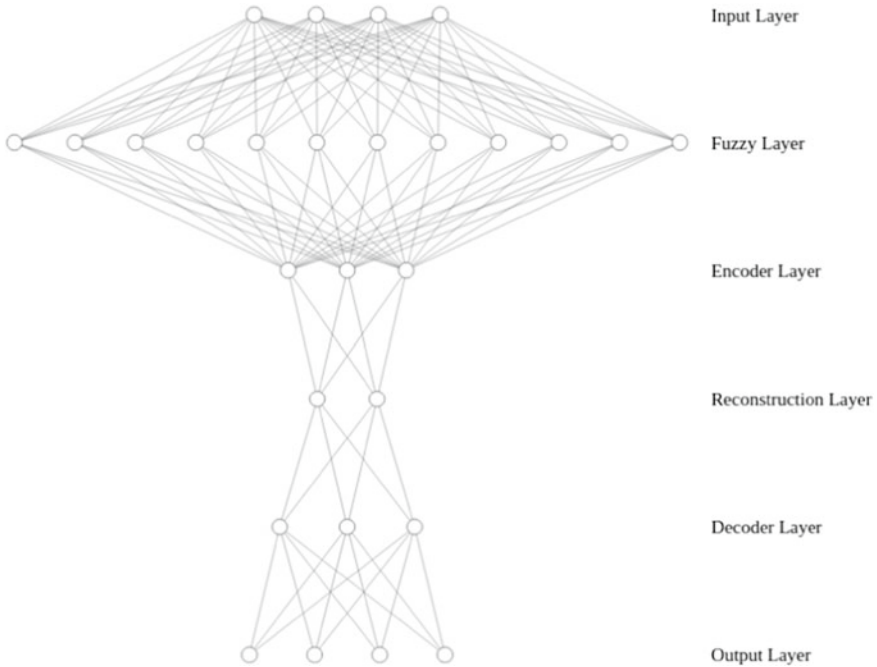 Input Layer
Fuzzy Layer
Encoder Layer
Reconstruction Layer
Decoder Layer
Output Layer